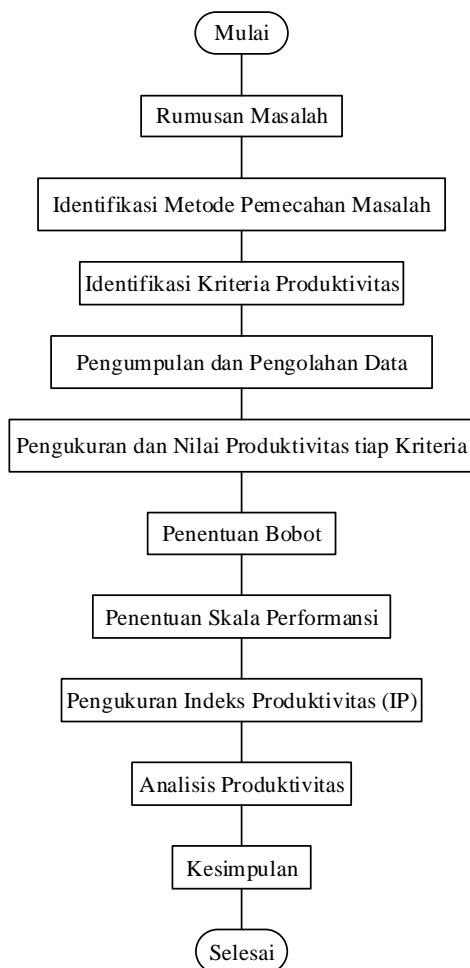 Mulai
Rumusan Masalah
Identifikasi Metode Pemecahan Masalah
Identifikasi Kriteria Produktivitas
Pengumpulan dan Pengolahan Data
Pengukuran dan Nilai Produktivitas tiap Kriteria
Penentuan Bobot
Penentuan Skala Performansi
Pengukuran Indeks Produktivitas (IP)
Analisis Produktivitas
Kesimpulan
Selesai